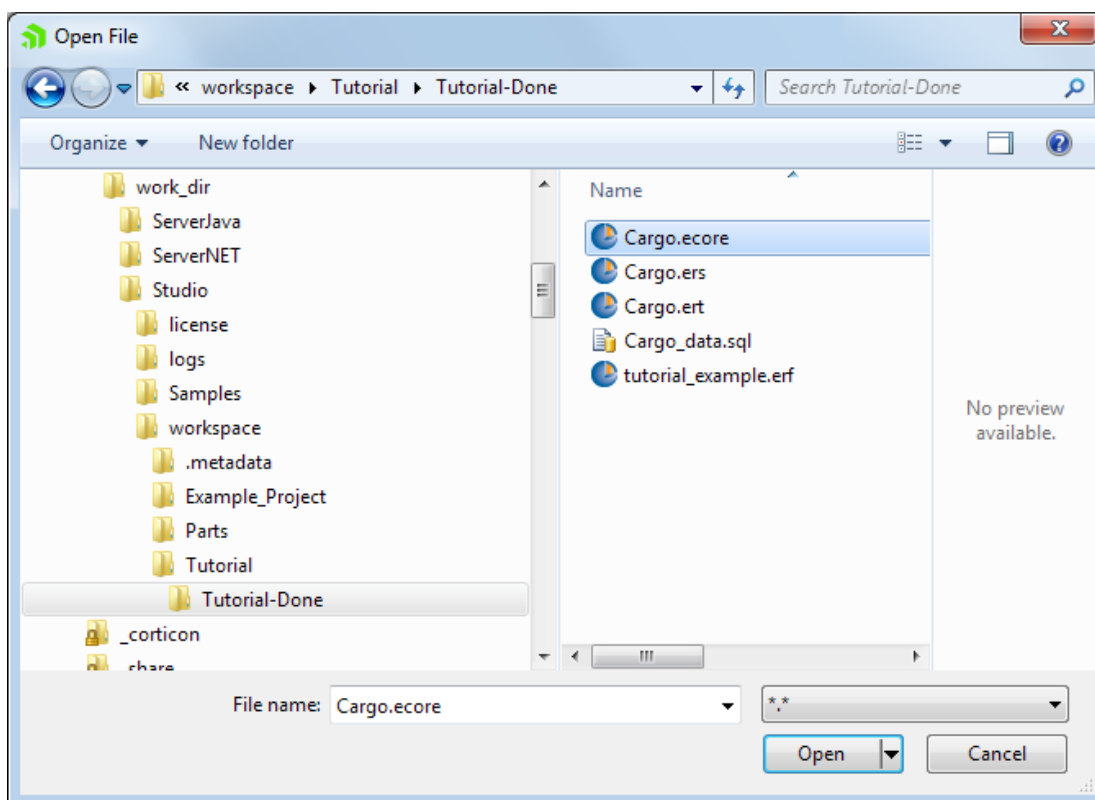 Open File
« workspace ▸ Tutorial ▸ Tutorial-Done
Search Tutorial-Done
Organize
New folder
work_dir
ServerJava
ServerNET
Studio
license
logs
Samples
workspace
.metadata
Example_Project
Parts
Tutorial
Tutorial-Done
_corticon
_share
Name
Cargo.ecore
Cargo.ers
Cargo.ert
Cargo_data.sql
tutorial_example.erf
No preview
available.
File name: Cargo.ecore
*.*
Open
Cancel